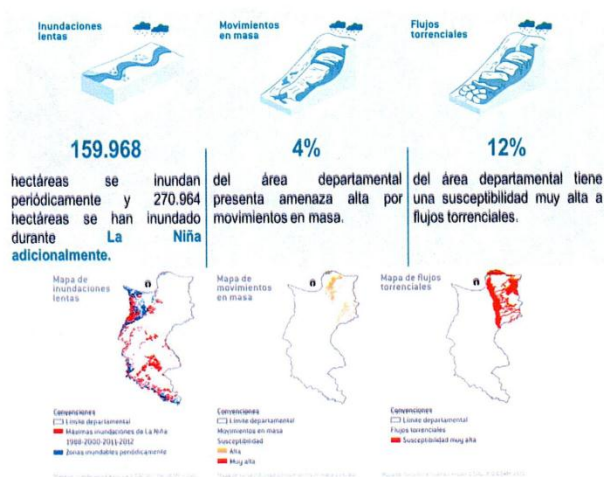 Inundaciones
lentas
Movimientos
en masa
Flujos
torrenciales
159.968
hectáreas se inundan
periódicamente y 270.964
hectáreas se han inundado
durante La Niña
adicionalmente.
4%
del área departamental
presenta amenaza alta por
movimientos en masa.
12%
del área departamental tiene
una susceptibilidad muy alta a
flujos torrenciales.
Mapa de
inundaciones
lentas
Mapa de
movimientos
en masa
Mapa de flujos
torrenciales
Convenciones
Límite departamental
Máximas inundaciones de La Niña
1988-2000-2011-2012
Zonas inundables periódicamente
Convenciones
Límite departamental
Movimientos en masa
Susceptibilidad
Alta
Muy alta
Convenciones
Límite departamental
Flujos torrenciales
Susceptibilidad muy alta